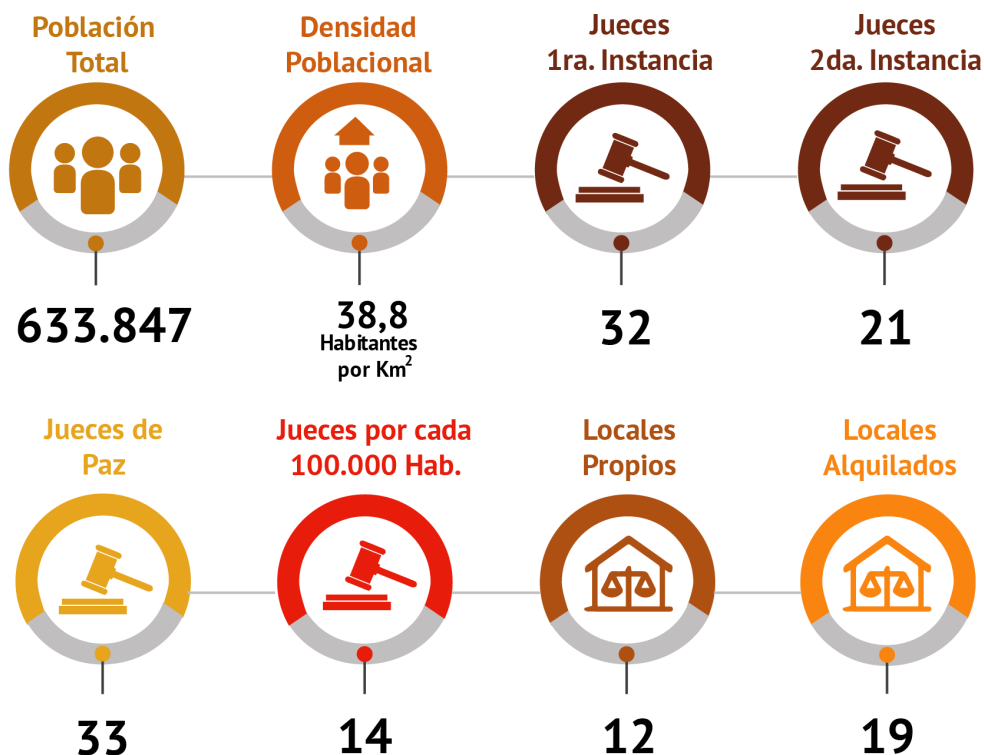 Población
Total
633.847
Densidad
Poblacional
38,8
Habitantes
por Km²
Jueces
1ra. Instancia
32
Jueces
2da. Instancia
21
Jueces de
Paz
33
Jueces por cada
100.000 Hab.
14
Locales
Propios
12
Locales
Alquilados
19